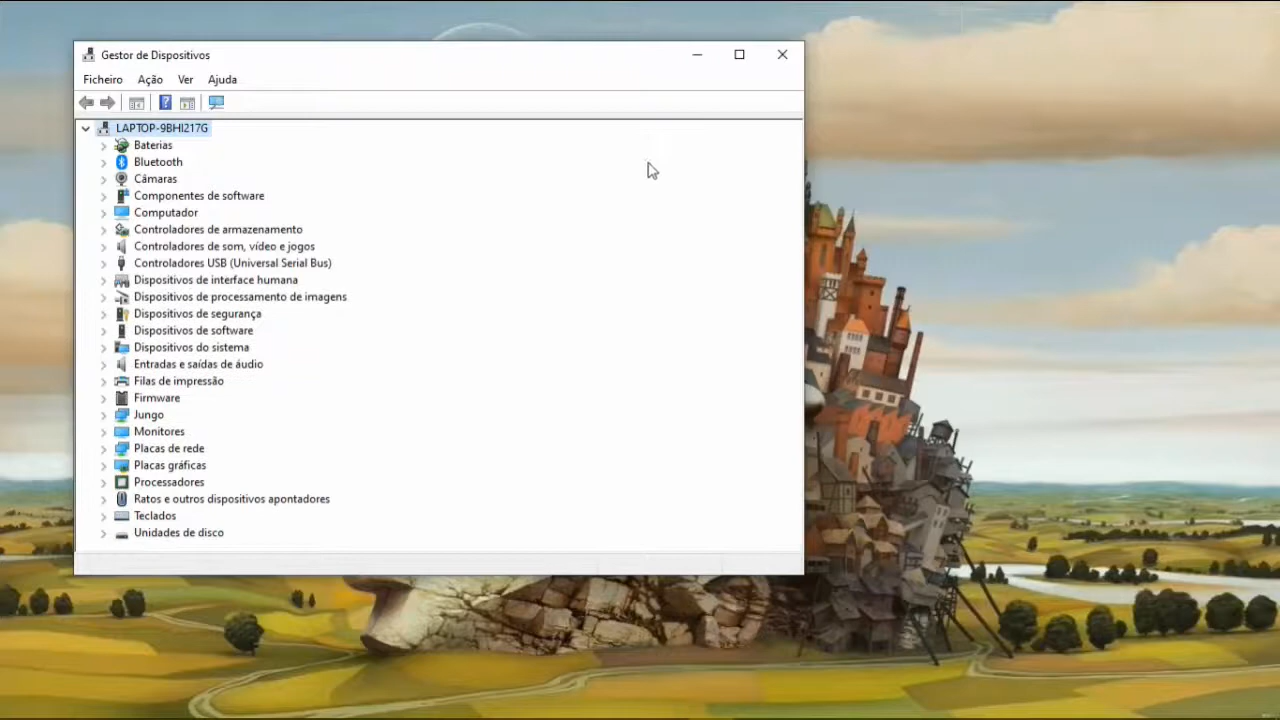 Gestor de Dispositivos
Ficheiro Ação Ver Ajuda
LAPTOP-9BHI217G
Baterias
Bluetooth
Câmaras
Componentes de software
Computador
Controladores de armazenamento
Controladores de som, vídeo e jogos
Controladores USB (Universal Serial Bus)
Dispositivos de interface humana
Dispositivos de processamento de imagens
Dispositivos de segurança
Dispositivos de software
Dispositivos do sistema
Entradas e saídas de áudio
Filas de impressão
Firmware
Jungo
Monitores
Placas de rede
Placas gráficas
Processadores
Ratos e outros dispositivos apontadores
Teclados
Unidades de disco